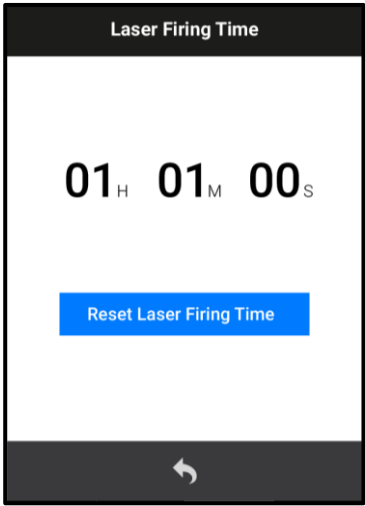 Laser Firing Time
01H 01M 00S
Reset Laser Firing Time